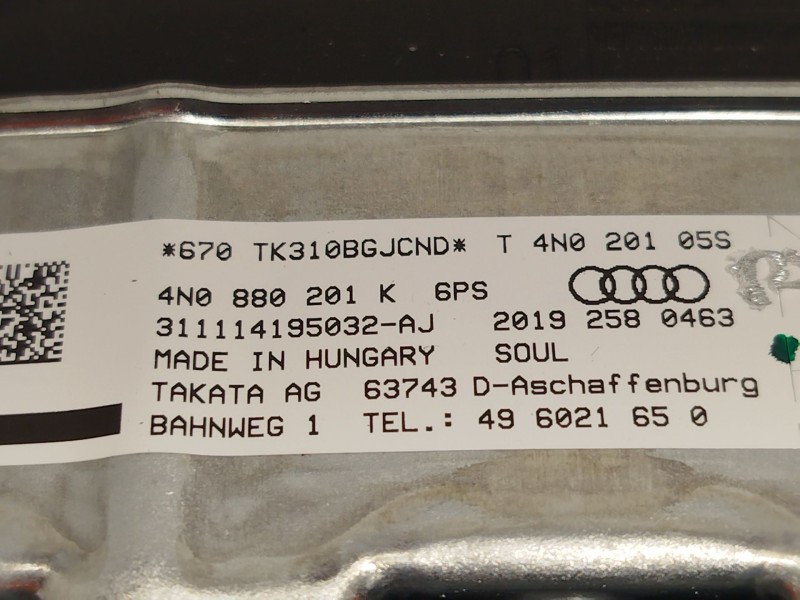 *670 TK310BGJCND* T 4N0 201 05S
4N0 880 201 K 6PS
311114195032-AJ 2019 258 0463
MADE IN HUNGARY SOUL
TAKATA AG 63743 D-Aschaffenburg
BAHNWEG 1 TEL.: 49 6021 65 0